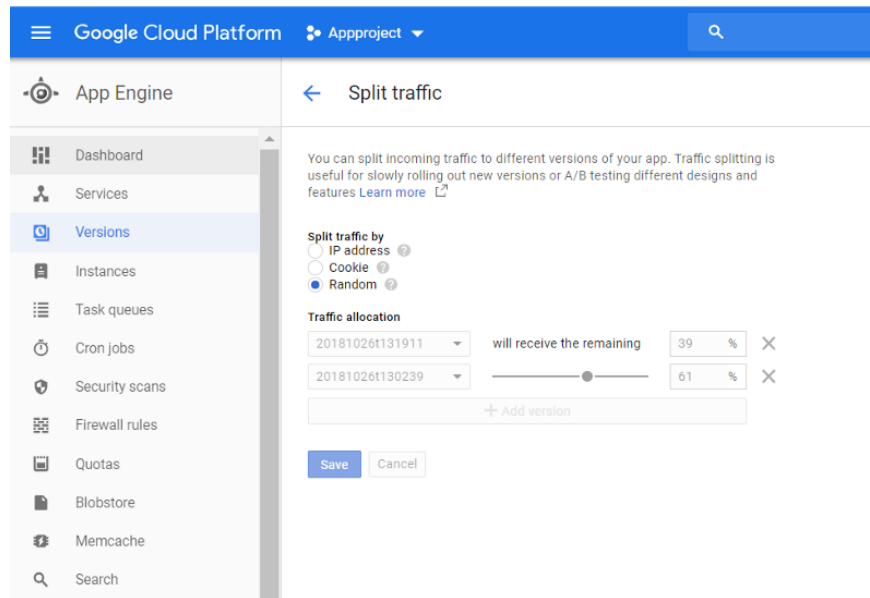 Google Cloud Platform Appproject
App Engine
Split traffic
Dashboard
Services
Versions
Instances
Task queues
Cron jobs
Security scans
Firewall rules
Quotas
Blobstore
Memcache
Search
You can split incoming traffic to different versions of your app. Traffic splitting is
useful for slowly rolling out new versions or A/B testing different designs and
features Learn more
Split traffic by
IP address ?
Cookie ?
Random ?
Traffic allocation
20181026t131911 will receive the remaining 39 %
20181026t130239 61 %
+ Add version
Save Cancel